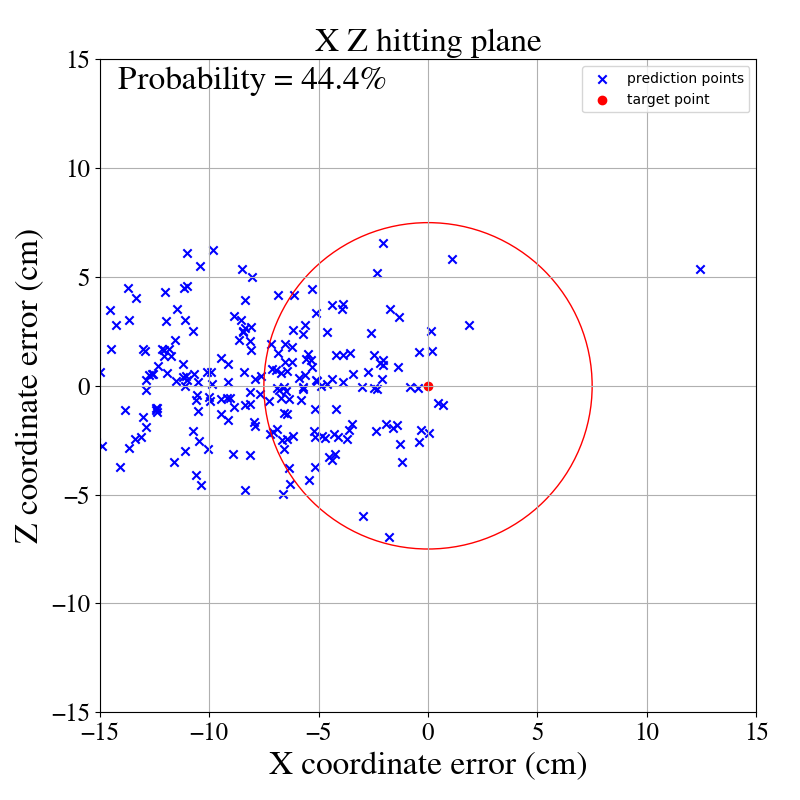 X Z hitting plane
Probability = 44.4%
prediction points
target point
15
10
5
0
−5
−10
−15
Z coordinate error (cm)
−15 −10 −5 0 5 10 15
X coordinate error (cm)